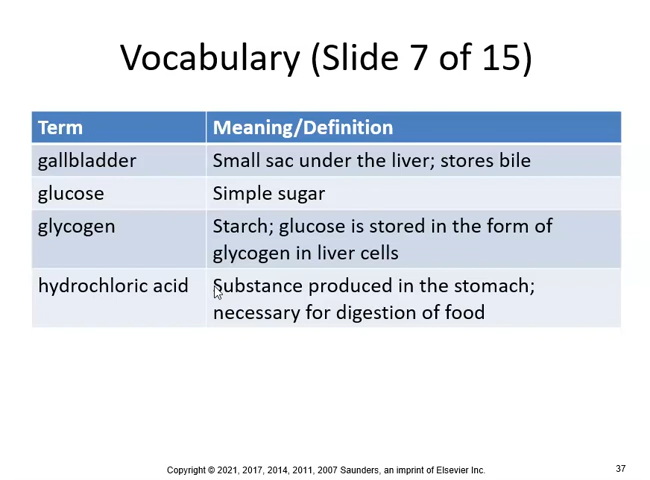 Vocabulary (Slide 7 of 15)
Term Meaning/Definition
gallbladder Small sac under the liver; stores bile
glucose Simple sugar
glycogen Starch; glucose is stored in the form of
glycogen in liver cells
hydrochloric acid Substance produced in the stomach;
necessary for digestion of food
Copyright © 2021, 2017, 2014, 2011, 2007 Saunders, an imprint of Elsevier Inc. 37